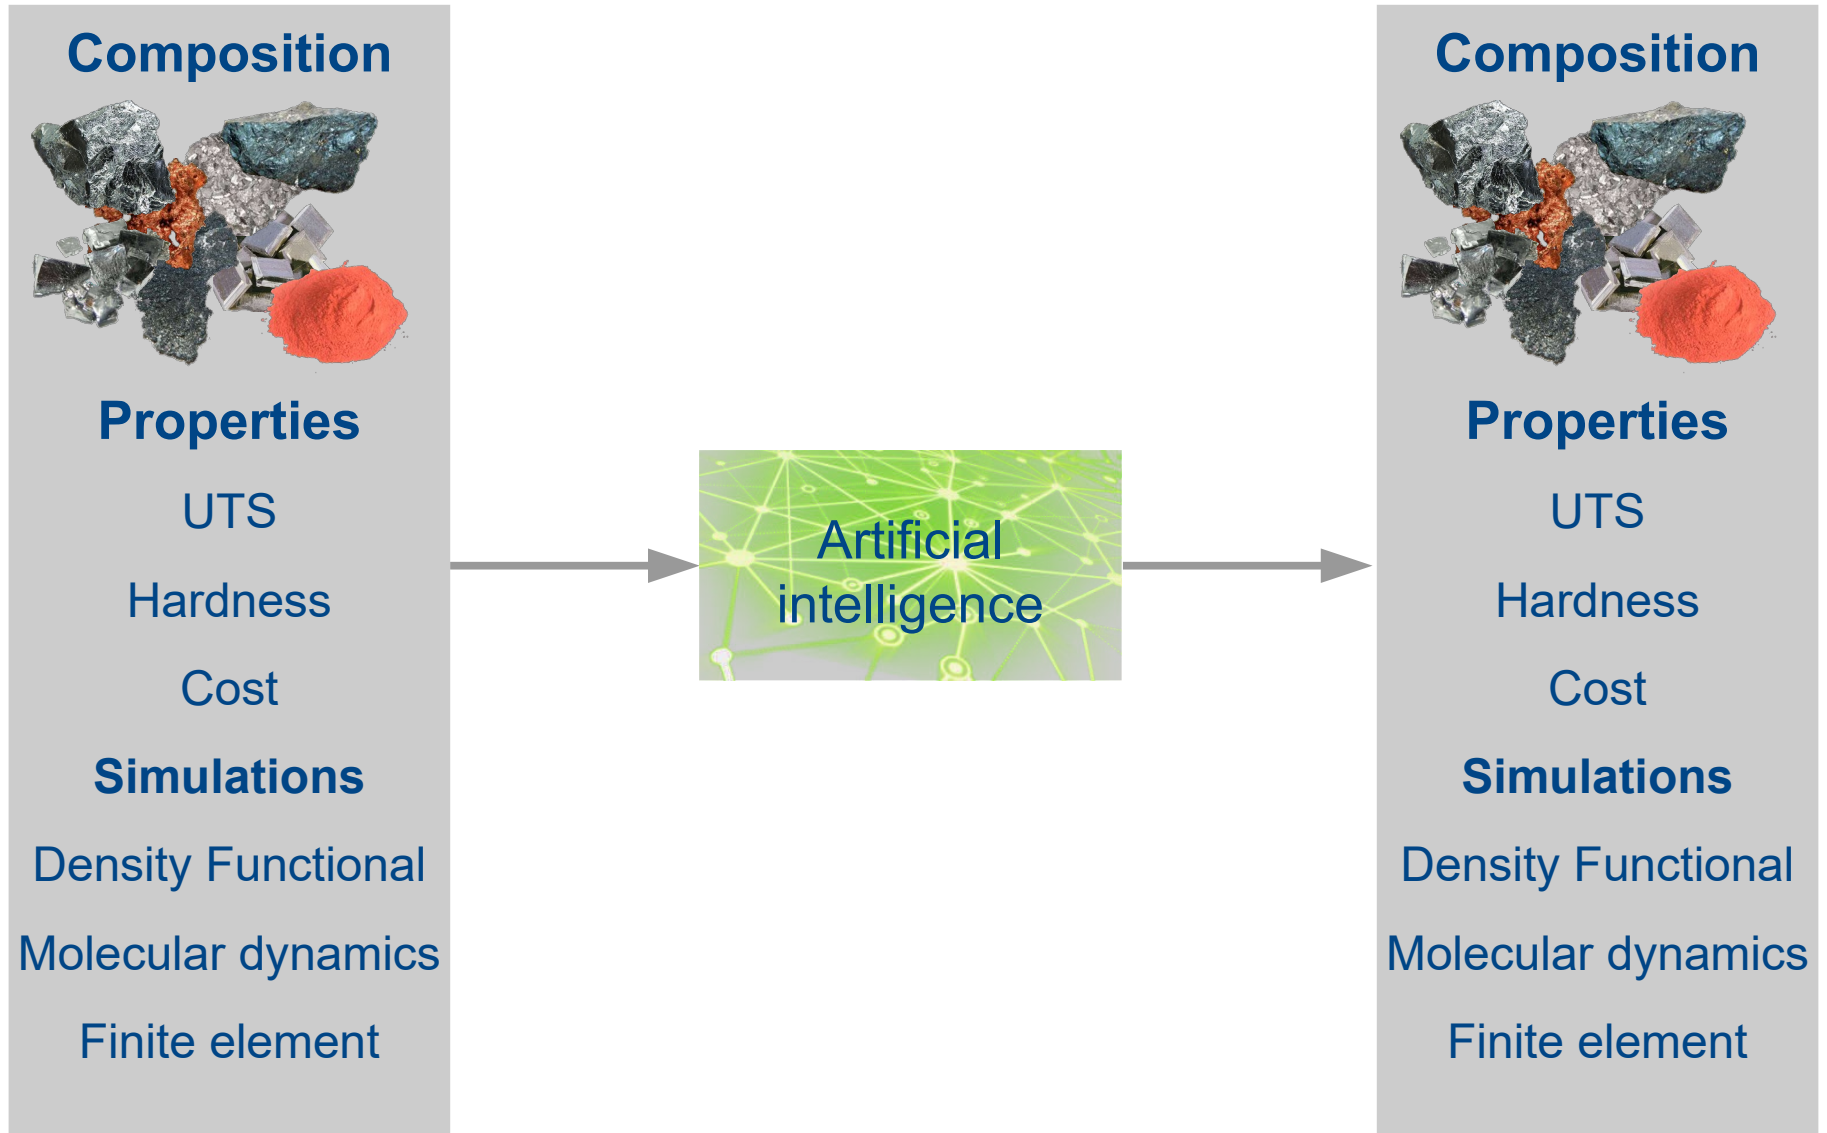 Composition
Properties
UTS
Hardness
Cost
Simulations
Density Functional
Molecular dynamics
Finite element
Artificial
intelligence
Composition
Properties
UTS
Hardness
Cost
Simulations
Density Functional
Molecular dynamics
Finite element